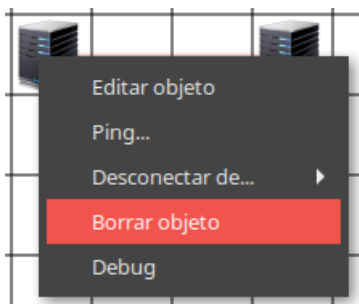 Editar objeto
Ping...
Desconectar de...
Borrar objeto
Debug